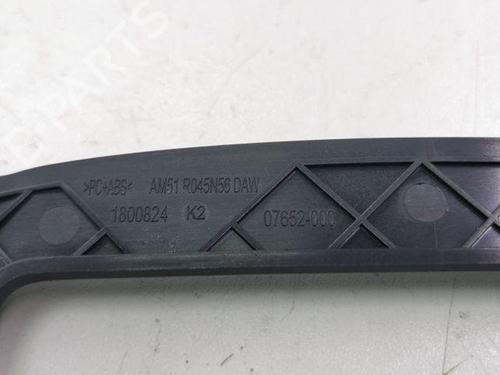 >PC+ABS< AM51 R045N56 DAW
1800824 K2 07652-000